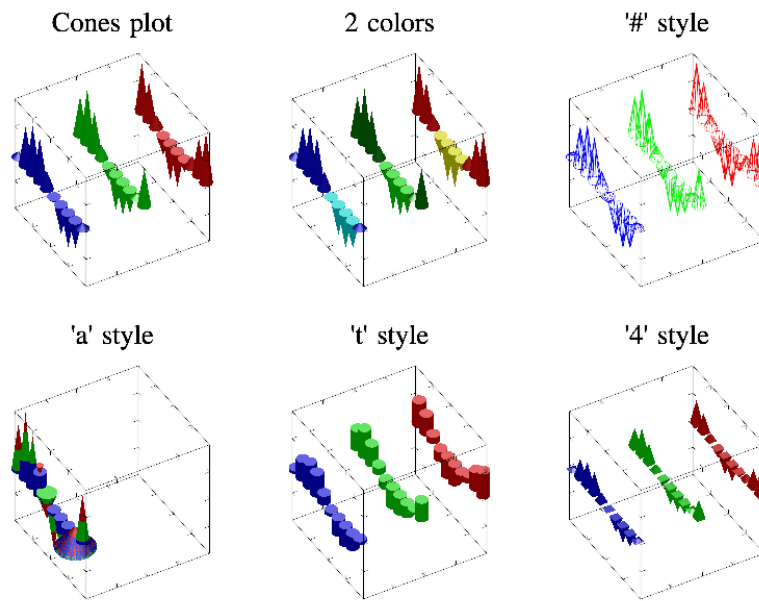 Cones plot
2 colors
'#' style
'a' style
't' style
'4' style